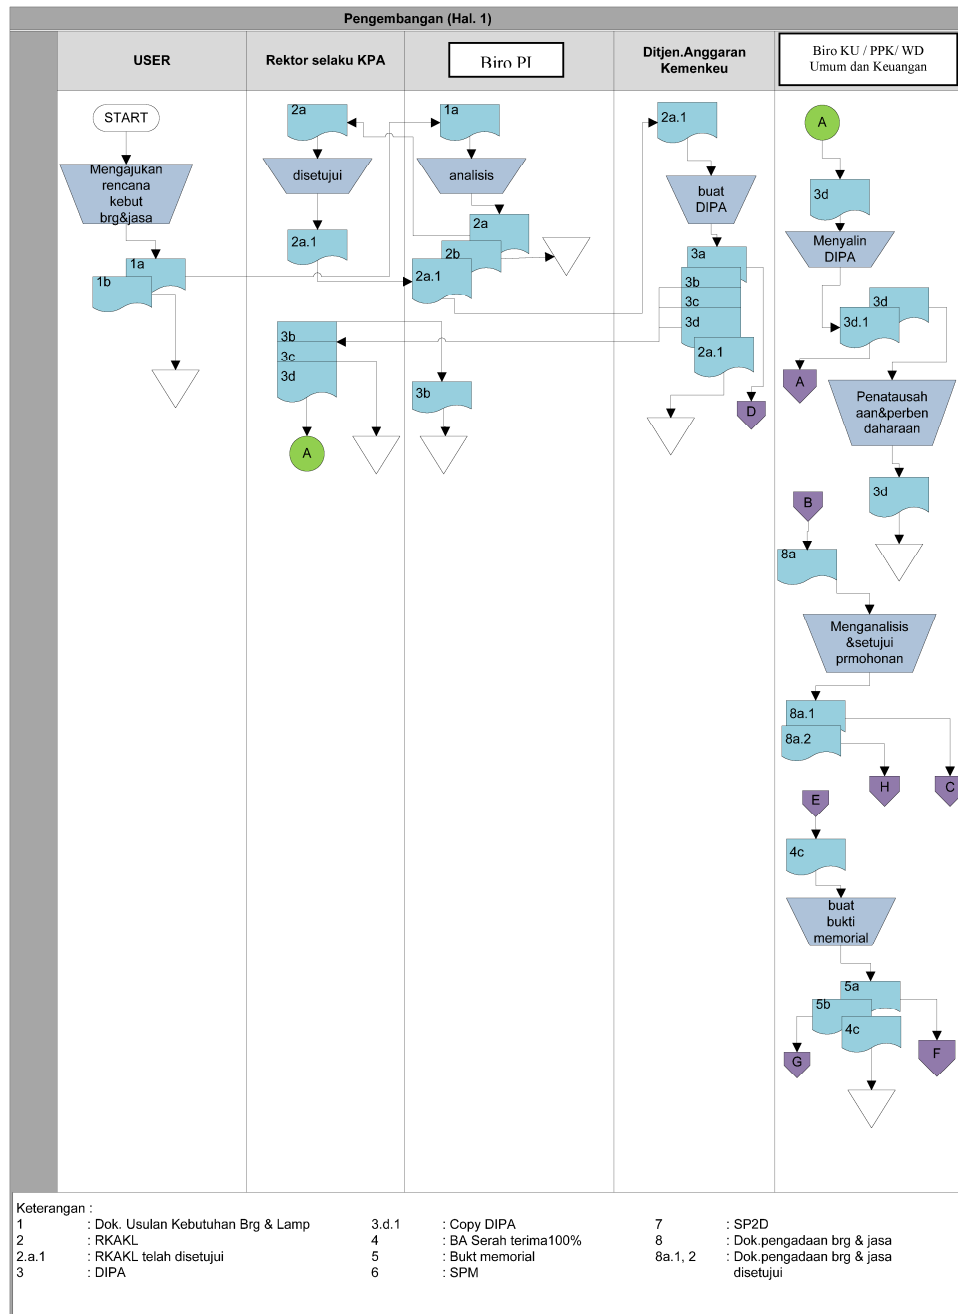 Pengembangan (Hal. 1)
USER
Rektor selaku KPA
Biro PI
Ditjen.Anggaran
Kemenkeu
Biro KU / PPK/ WD
Umum dan Keuangan
START
Mengajukan
rencana
kebut
brg&jasa
1a
1b
2a
disetujui
2a.1
3b
3c
3d
A
1a
analisis
2a
2b
2a.1
3b
2a.1
buat
DIPA
3a
3b
3c
3d
2a.1
D
A
3d
Menyalin
DIPA
3d
3d.1
A
Penatausah
aan&perben
daharaan
3d
B
8a
Menganalisis
&setujui
prmohonan
8a.1
8a.2
H
C
E
4c
buat
bukti
memorial
5a
5b
4c
G
F
Keterangan :
1 : Dok. Usulan Kebutuhan Brg & Lamp
2 : RKAKL
2.a.1 : RKAKL telah disetujui
3 : DIPA
3.d.1 : Copy DIPA
4 : BA Serah terima100%
5 : Bukt memorial
6 : SPM
7 : SP2D
8 : Dok.pengadaan brg & jasa
8a.1, 2 : Dok.pengadaan brg & jasa
disetujui